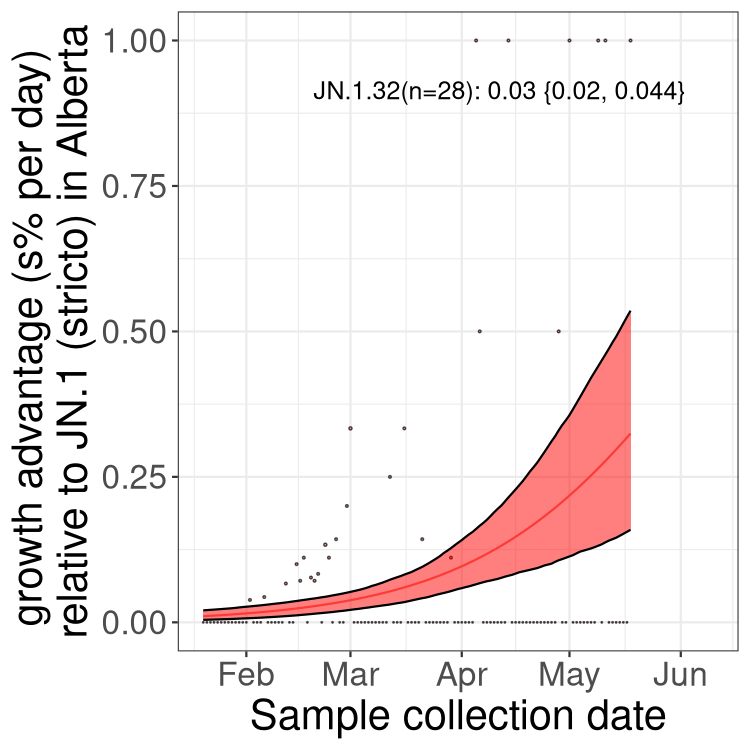 growth advantage (s% per day)
relative to JN.1 (stricto) in Alberta
1.00
0.75
0.50
0.25
0.00
JN.1.32(n=28): 0.03 {0.02, 0.044}
Feb Mar Apr May Jun
Sample collection date